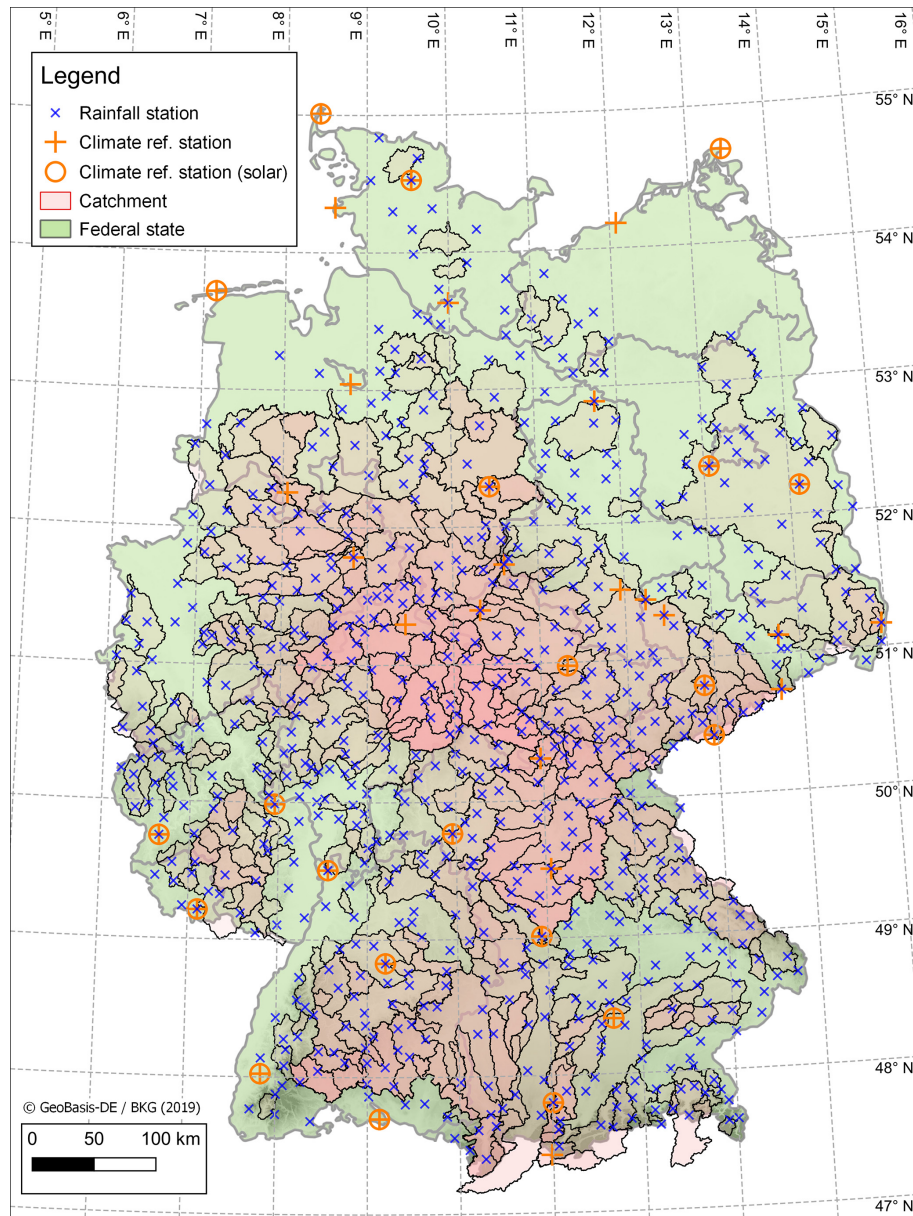 5° E
6° E
7° E
8° E
9° E
10° E
11° E
12° E
13° E
14° E
15° E
16° E
Legend
Rainfall station
Climate ref. station
Climate ref. station (solar)
Catchment
Federal state
55° N
54° N
53° N
52° N
51° N
50° N
49° N
48° N
47° N
© GeoBasis-DE / BKG (2019)
0 50 100 km